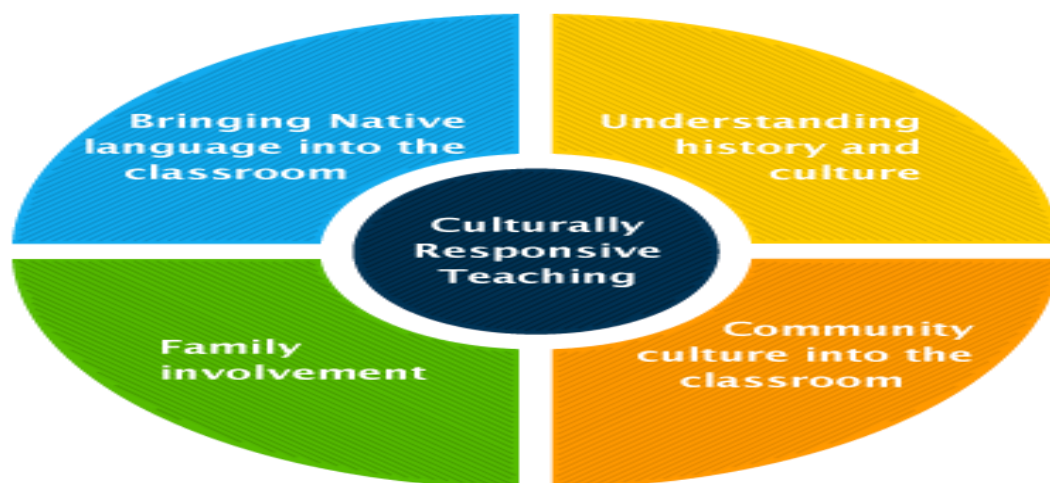 Bringing Native
language into the
classroom
Understanding
history and
culture
Culturally
Responsive
Teaching
Family
involvement
Community
culture into the
classroom